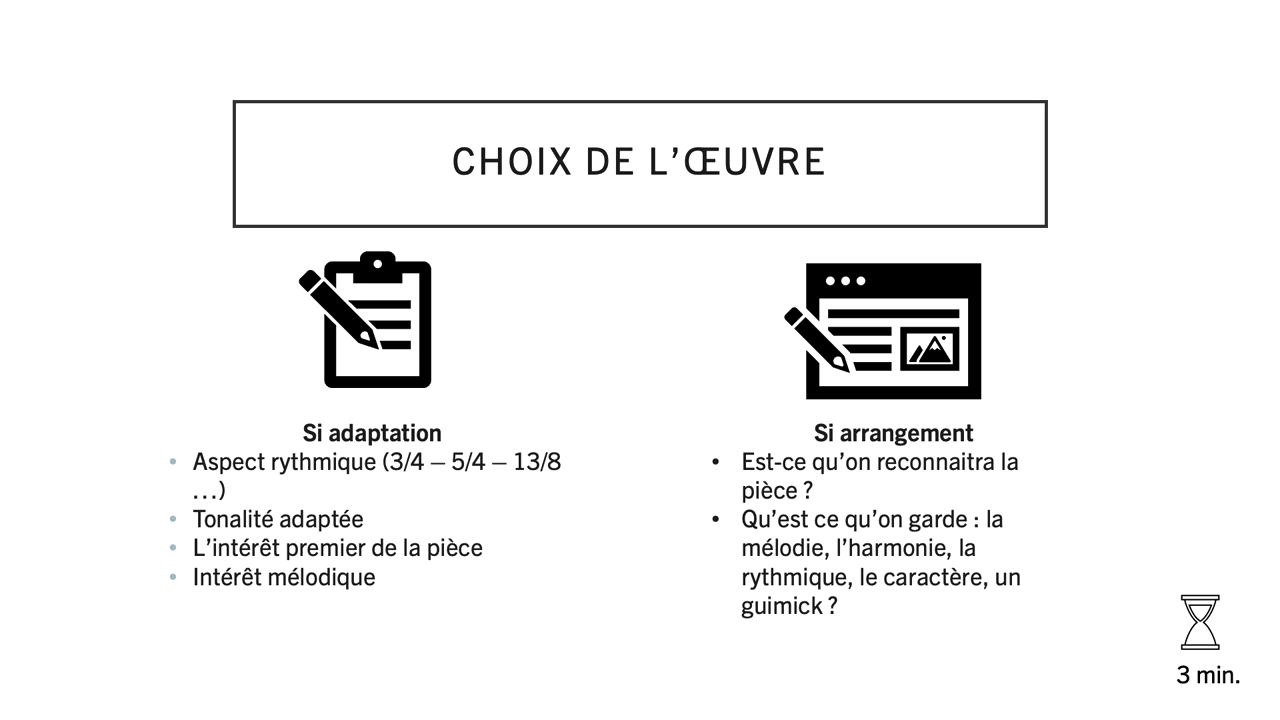 CHOIX DE L’ŒUVRE
Si adaptation
• Aspect rythmique (3/4 – 5/4 – 13/8
…)
• Tonalité adaptée
• L’intérêt premier de la pièce
• Intérêt mélodique
Si arrangement
• Est-ce qu’on reconnaitra la
pièce ?
• Qu’est ce qu’on garde : la
mélodie, l’harmonie, la
rythmique, le caractère, un
guimick ?
3 min.